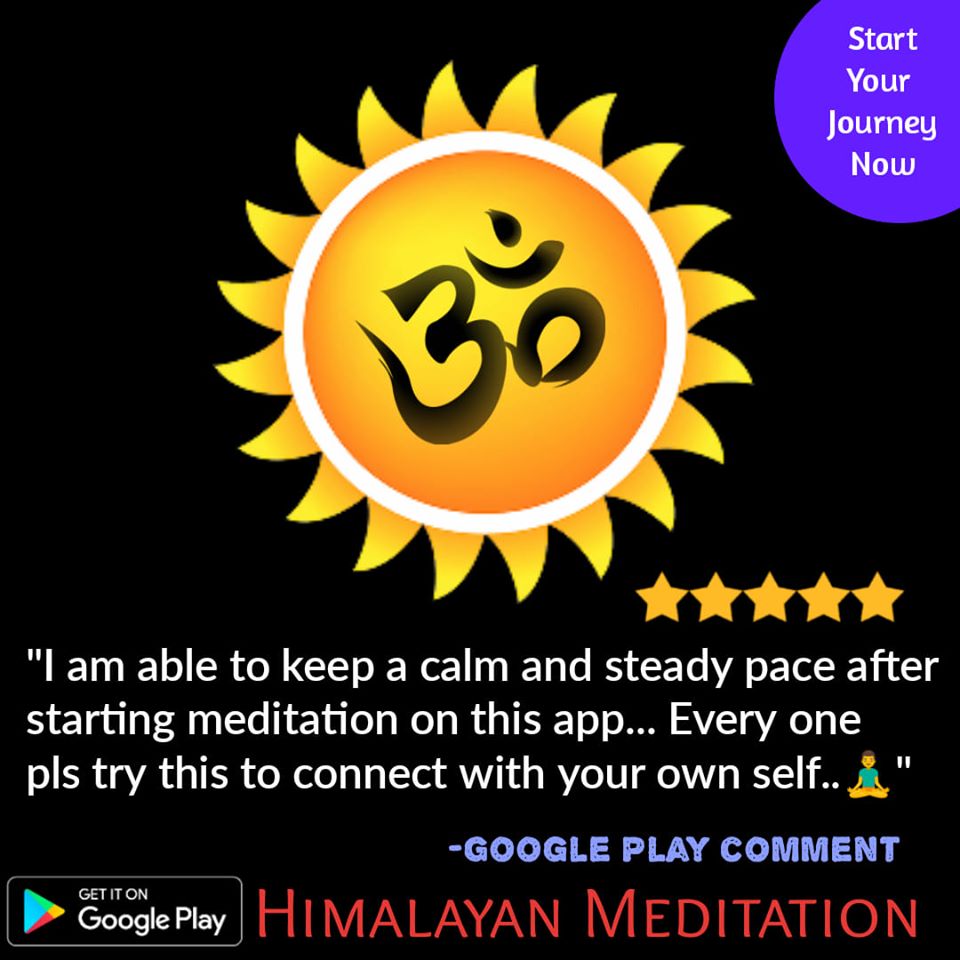 Start
Your
Journey
Now
ॐ
"I am able to keep a calm and steady pace after
starting meditation on this app... Every one
pls try this to connect with your own self..🧘‍♂️"
-GOOGLE PLAY COMMENT
GET IT ON
Google Play
HIMALAYAN MEDITATION